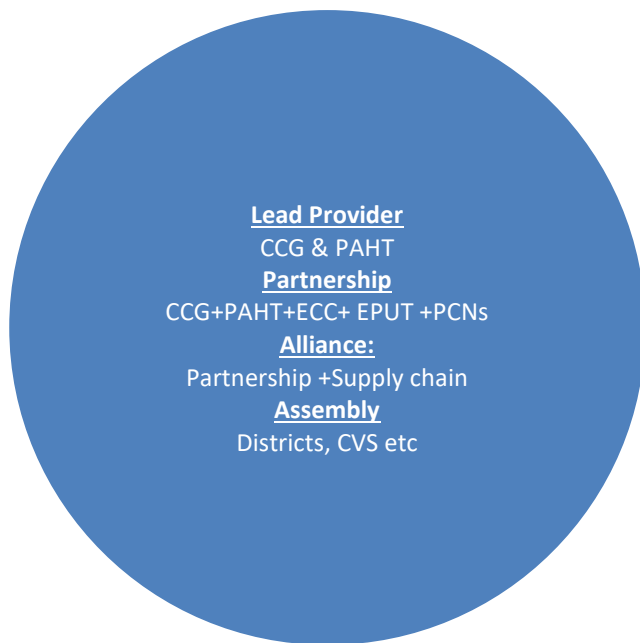 Lead Provider
CCG & PAHT
Partnership
CCG+PAHT+ECC+ EPUT +PCNs
Alliance:
Partnership +Supply chain
Assembly
Districts, CVS etc